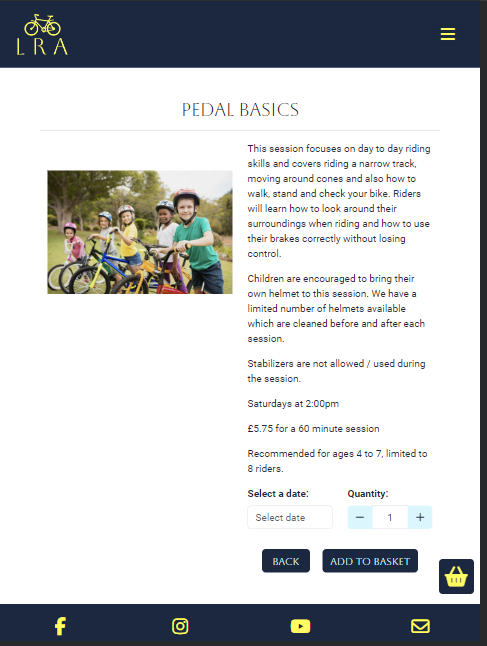 L R A
PEDAL BASICS
This session focuses on day to day riding
skills and covers riding a narrow track,
moving around cones and also how to
walk, stand and check your bike. Riders
will learn how to look around their
surroundings when riding and how to use
their brakes correctly without losing
control.
Children are encouraged to bring their
own helmet to this session. We have a
limited number of helmets available
which are cleaned before and after each
session.
Stabilizers are not allowed / used during
the session.
Saturdays at 2:00pm
£5.75 for a 60 minute session
Recommended for ages 4 to 7, limited to
8 riders.
Select a date: Quantity:
Select date − 1 +
BACK ADD TO BASKET